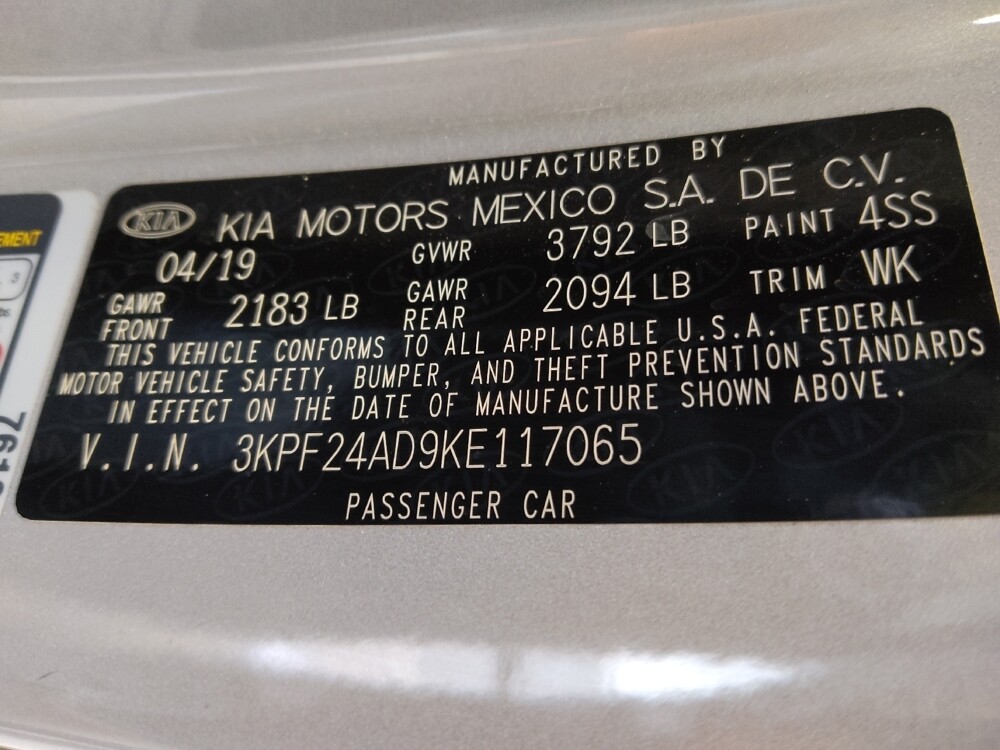 MANUFACTURED BY
KIA KIA MOTORS MEXICO S.A. DE C.V.
04/19 GVWR 3792 LB PAINT 4SS
GAWR FRONT 2183 LB GAWR REAR 2094 LB TRIM WK
THIS VEHICLE CONFORMS TO ALL APPLICABLE U.S.A. FEDERAL
MOTOR VEHICLE SAFETY, BUMPER, AND THEFT PREVENTION STANDARDS
IN EFFECT ON THE DATE OF MANUFACTURE SHOWN ABOVE.
V.I.N. 3KPF24AD9KE117065
PASSENGER CAR